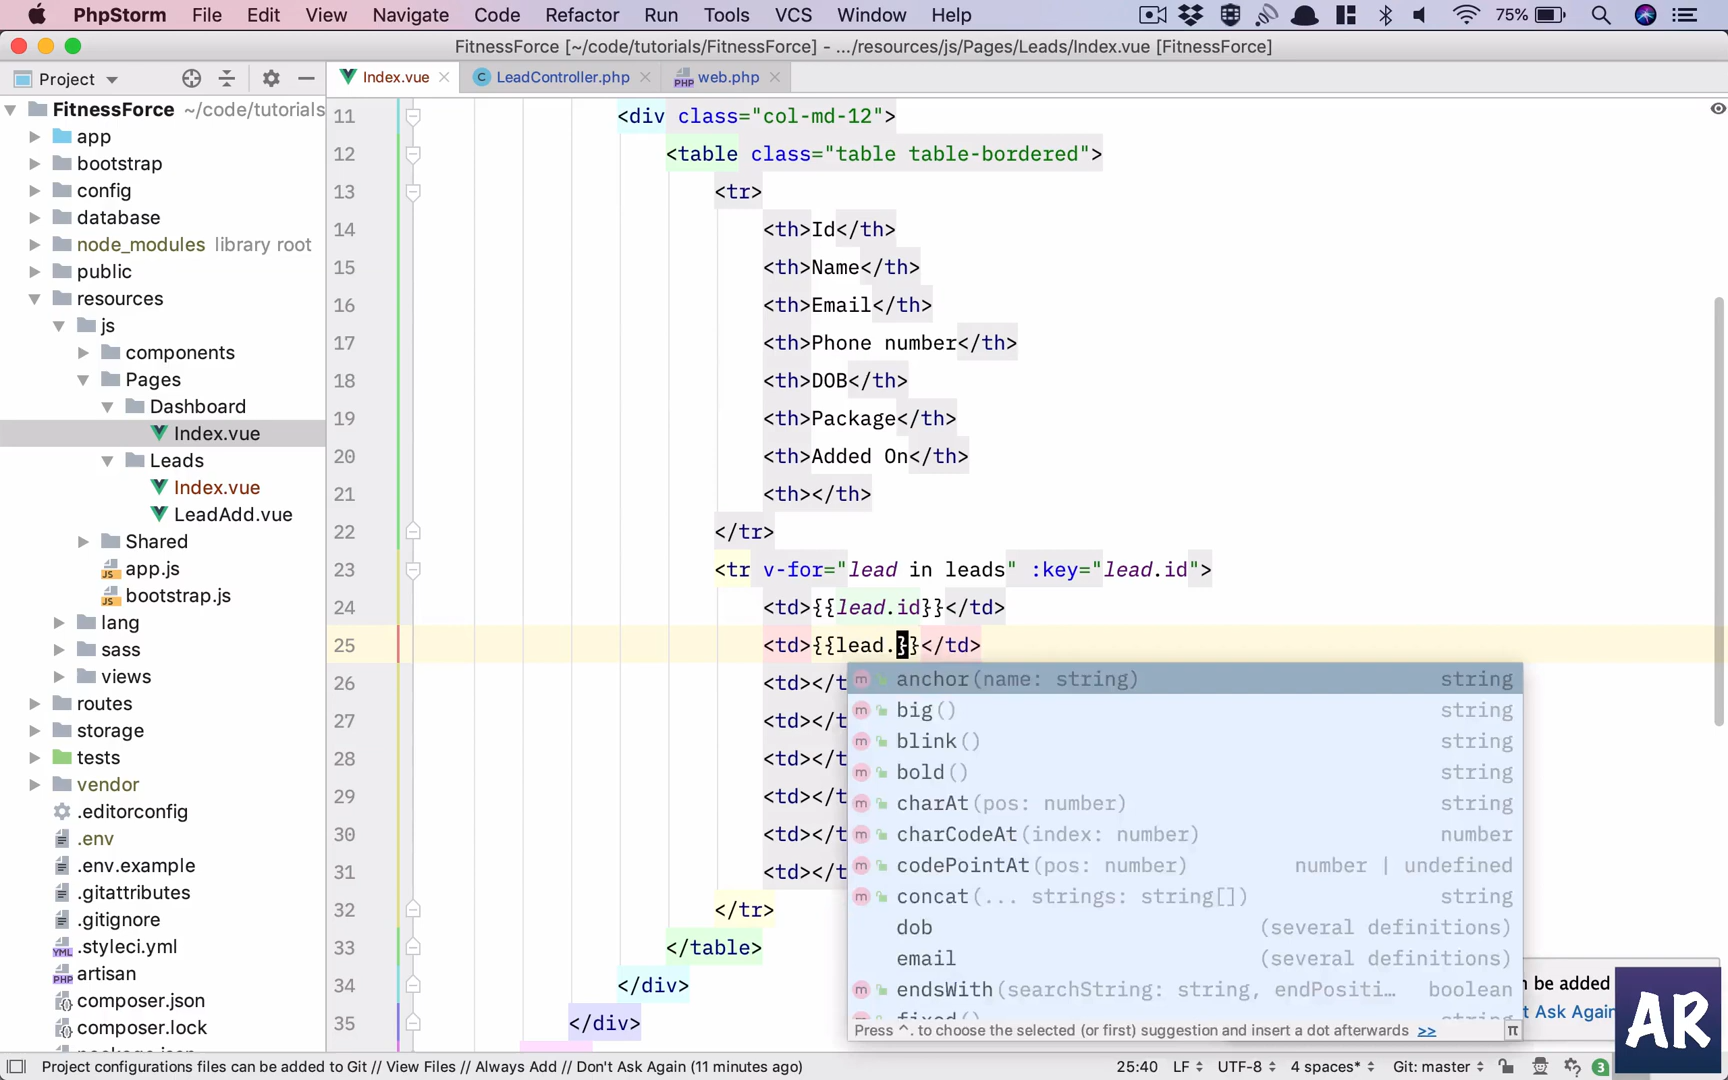 PhpStorm File Edit View Navigate Code Refactor Run Tools VCS Window Help 75%
FitnessForce [~/code/tutorials/FitnessForce] - .../resources/js/Pages/Leads/Index.vue [FitnessForce]
Project Index.vue LeadController.php web.php
FitnessForce ~/code/tutorials
app
bootstrap
config
database
node_modules library root
public
resources
js
components
Pages
Dashboard
Index.vue
Leads
Index.vue
LeadAdd.vue
Shared
app.js
bootstrap.js
lang
sass
views
routes
storage
tests
vendor
.editorconfig
.env
.env.example
.gitattributes
.gitignore
.styleci.yml
artisan
composer.json
composer.lock
11 <div class="col-md-12">
12 <table class="table table-bordered">
13 <tr>
14 <th>Id</th>
15 <th>Name</th>
16 <th>Email</th>
17 <th>Phone number</th>
18 <th>DOB</th>
19 <th>Package</th>
20 <th>Added On</th>
21 <th></th>
22 </tr>
23 <tr v-for="lead in leads" :key="lead.id">
24 <td>{{lead.id}}</td>
25 <td>{{lead.}}</td>
26 <td></t
27 <td></t
28 <td></t
29 <td></t
30 <td></t
31 <td></t
32 </tr>
33 </table>
34 </div>
35 </div>
anchor(name: string) string
big() string
blink() string
bold() string
charAt(pos: number) string
charCodeAt(index: number) number
codePointAt(pos: number) number | undefined
concat(... strings: string[]) string
dob (several definitions)
email (several definitions)
endsWith(searchString: string, endPositi... boolean
Press ^. to choose the selected (or first) suggestion and insert a dot afterwards >> π
n be added
t Ask Again
AR
Project configurations files can be added to Git // View Files // Always Add // Don't Ask Again (11 minutes ago) 25:40 LF UTF-8 4 spaces* Git: master 3